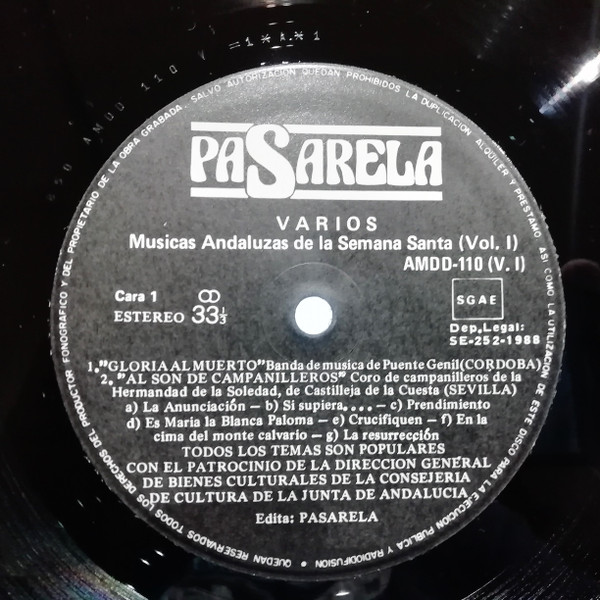 PASARELA
VARIOS
Musicas Andaluzas de la Semana Santa (Vol. I)
AMDD-110 (V. I)
Cara 1
ESTEREO 33 1/3
SGAE
Dep. Legal:
SE-252-1988
1. "GLORIA AL MUERTO" Banda de musica de Puente Genil (CORDOBA)
2. "AL SON DE CAMPANILLEROS" Coro de campanilleros de la
Hermandad de la Soledad, de Castilleja de la Cuesta (SEVILLA)
a) La Anunciación — b) Si supiera. . . . — c) Prendimiento
d) Es Maria la Blanca Paloma — e) Crucifiquen — f) En la
cima del monte calvario — g) La resurrección
TODOS LOS TEMAS SON POPULARES
CON EL PATROCINIO DE LA DIRECCION GENERAL
DE BIENES CULTURALES DE LA CONSEJERIA
DE CULTURA DE LA JUNTA DE ANDALUCIA
Edita: PASARELA
QUEDAN RESERVADOS TODOS LOS DERECHOS DEL PRODUCTOR FONOGRAFICO Y DEL PROPIETARIO DE LA OBRA GRABADA. SALVO AUTORIZACION QUEDAN PROHIBIDOS LA DUPLICACION, ALQUILER Y PRESTAMO, ASI COMO LA UTILIZACION DE ESTE DISCO PARA LA EJECUCION PUBLICA Y RADIODIFUSION •